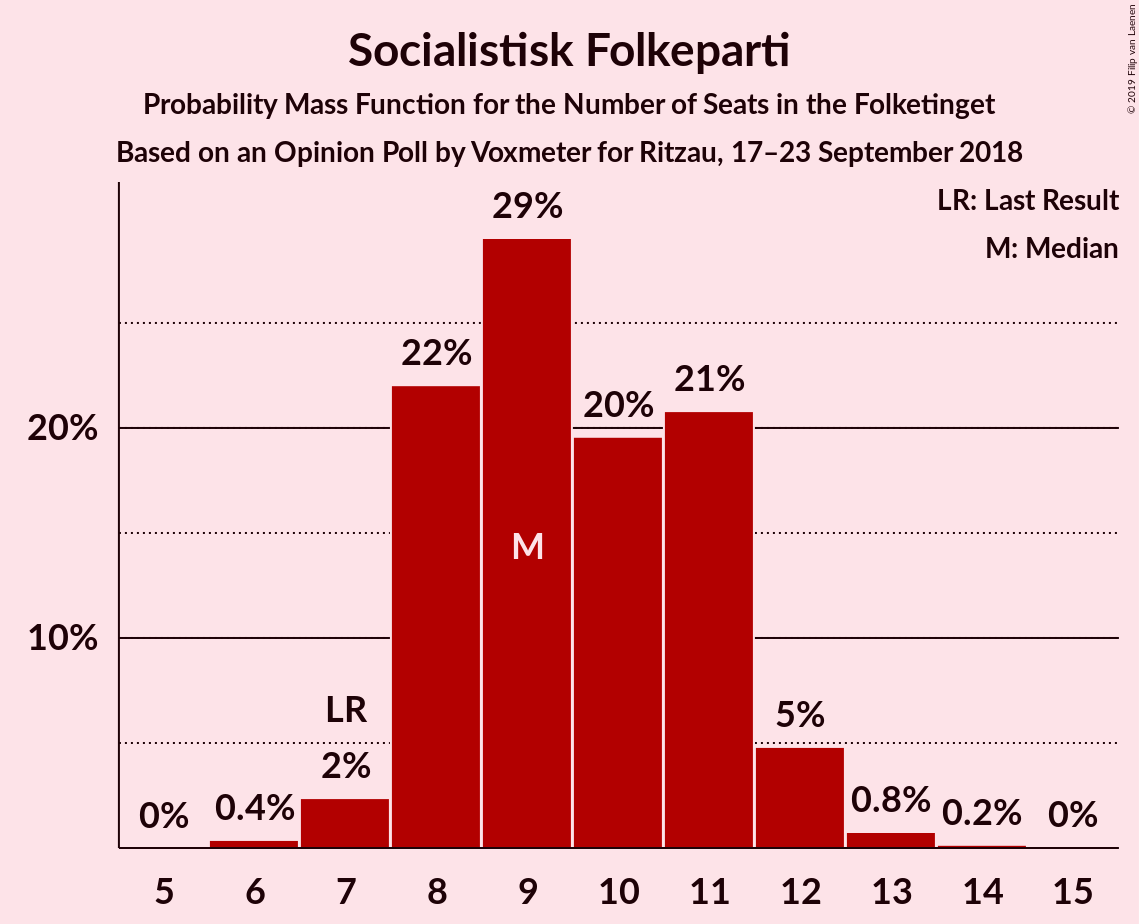 Socialistisk Folkeparti
Probability Mass Function for the Number of Seats in the Folketinget
Based on an Opinion Poll by Voxmeter for Ritzau, 17–23 September 2018
© 2019 Filip van Laenen
LR: Last Result
M: Median
29%
22%
21%
20%
20%
M
10%
LR
5%
2%
0%
0.4%
0.8%
0.2%
0%
5 6 7 8 9 10 11 12 13 14 15